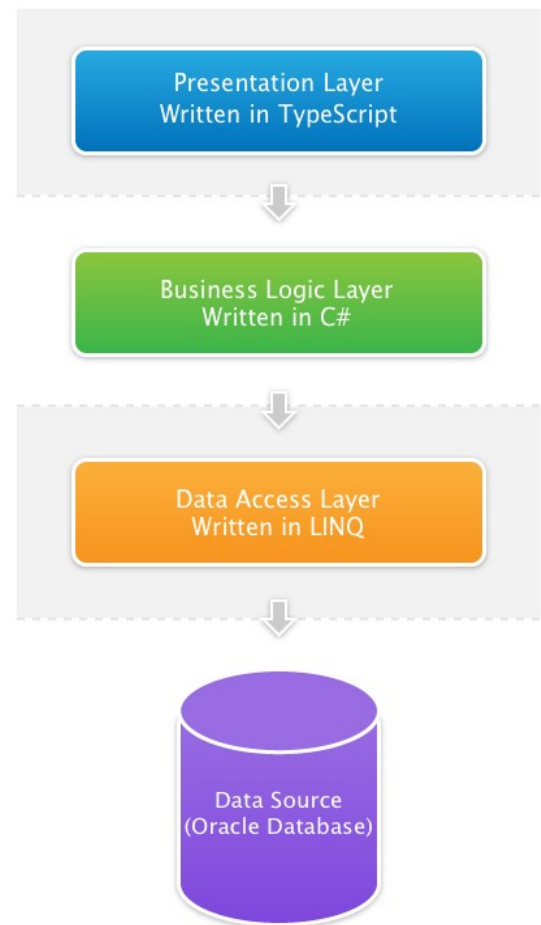 Presentation Layer
Written in TypeScript
Business Logic Layer
Written in C#
Data Access Layer
Written in LINQ
Data Source
(Oracle Database)